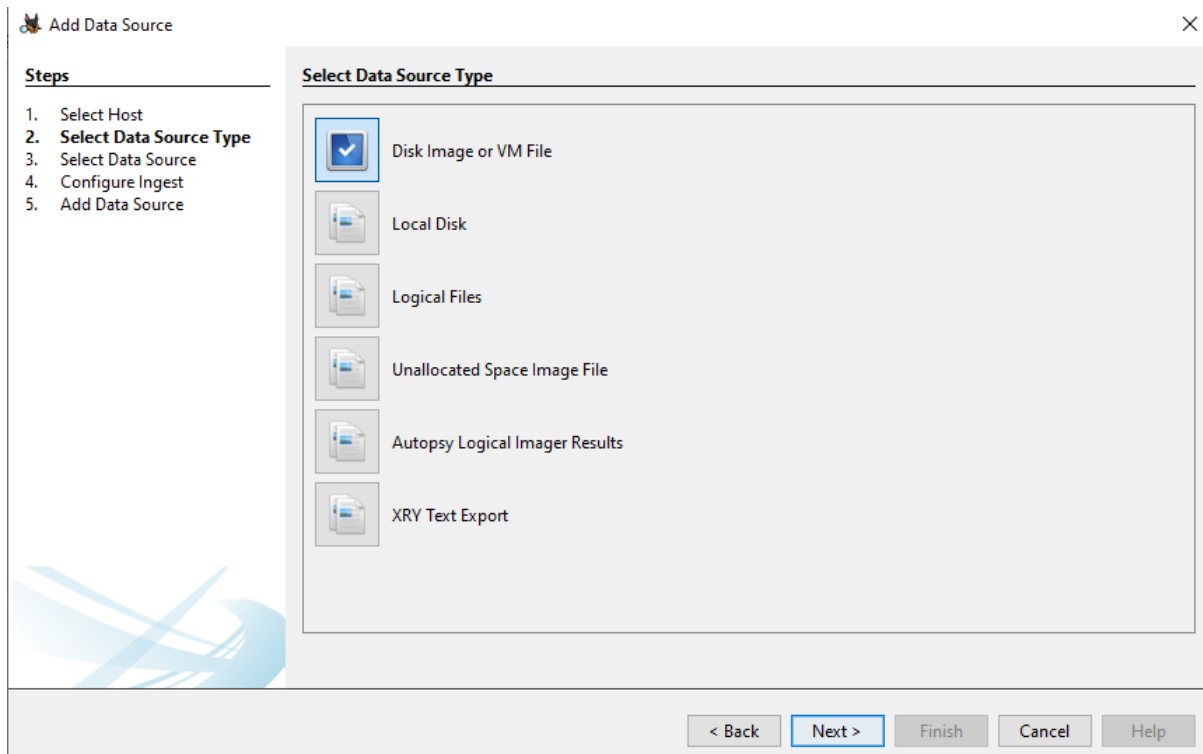 Add Data Source
Steps
1. Select Host
2. Select Data Source Type
3. Select Data Source
4. Configure Ingest
5. Add Data Source
Select Data Source Type
Disk Image or VM File
Local Disk
Logical Files
Unallocated Space Image File
Autopsy Logical Imager Results
XRY Text Export
< Back Next > Finish Cancel Help